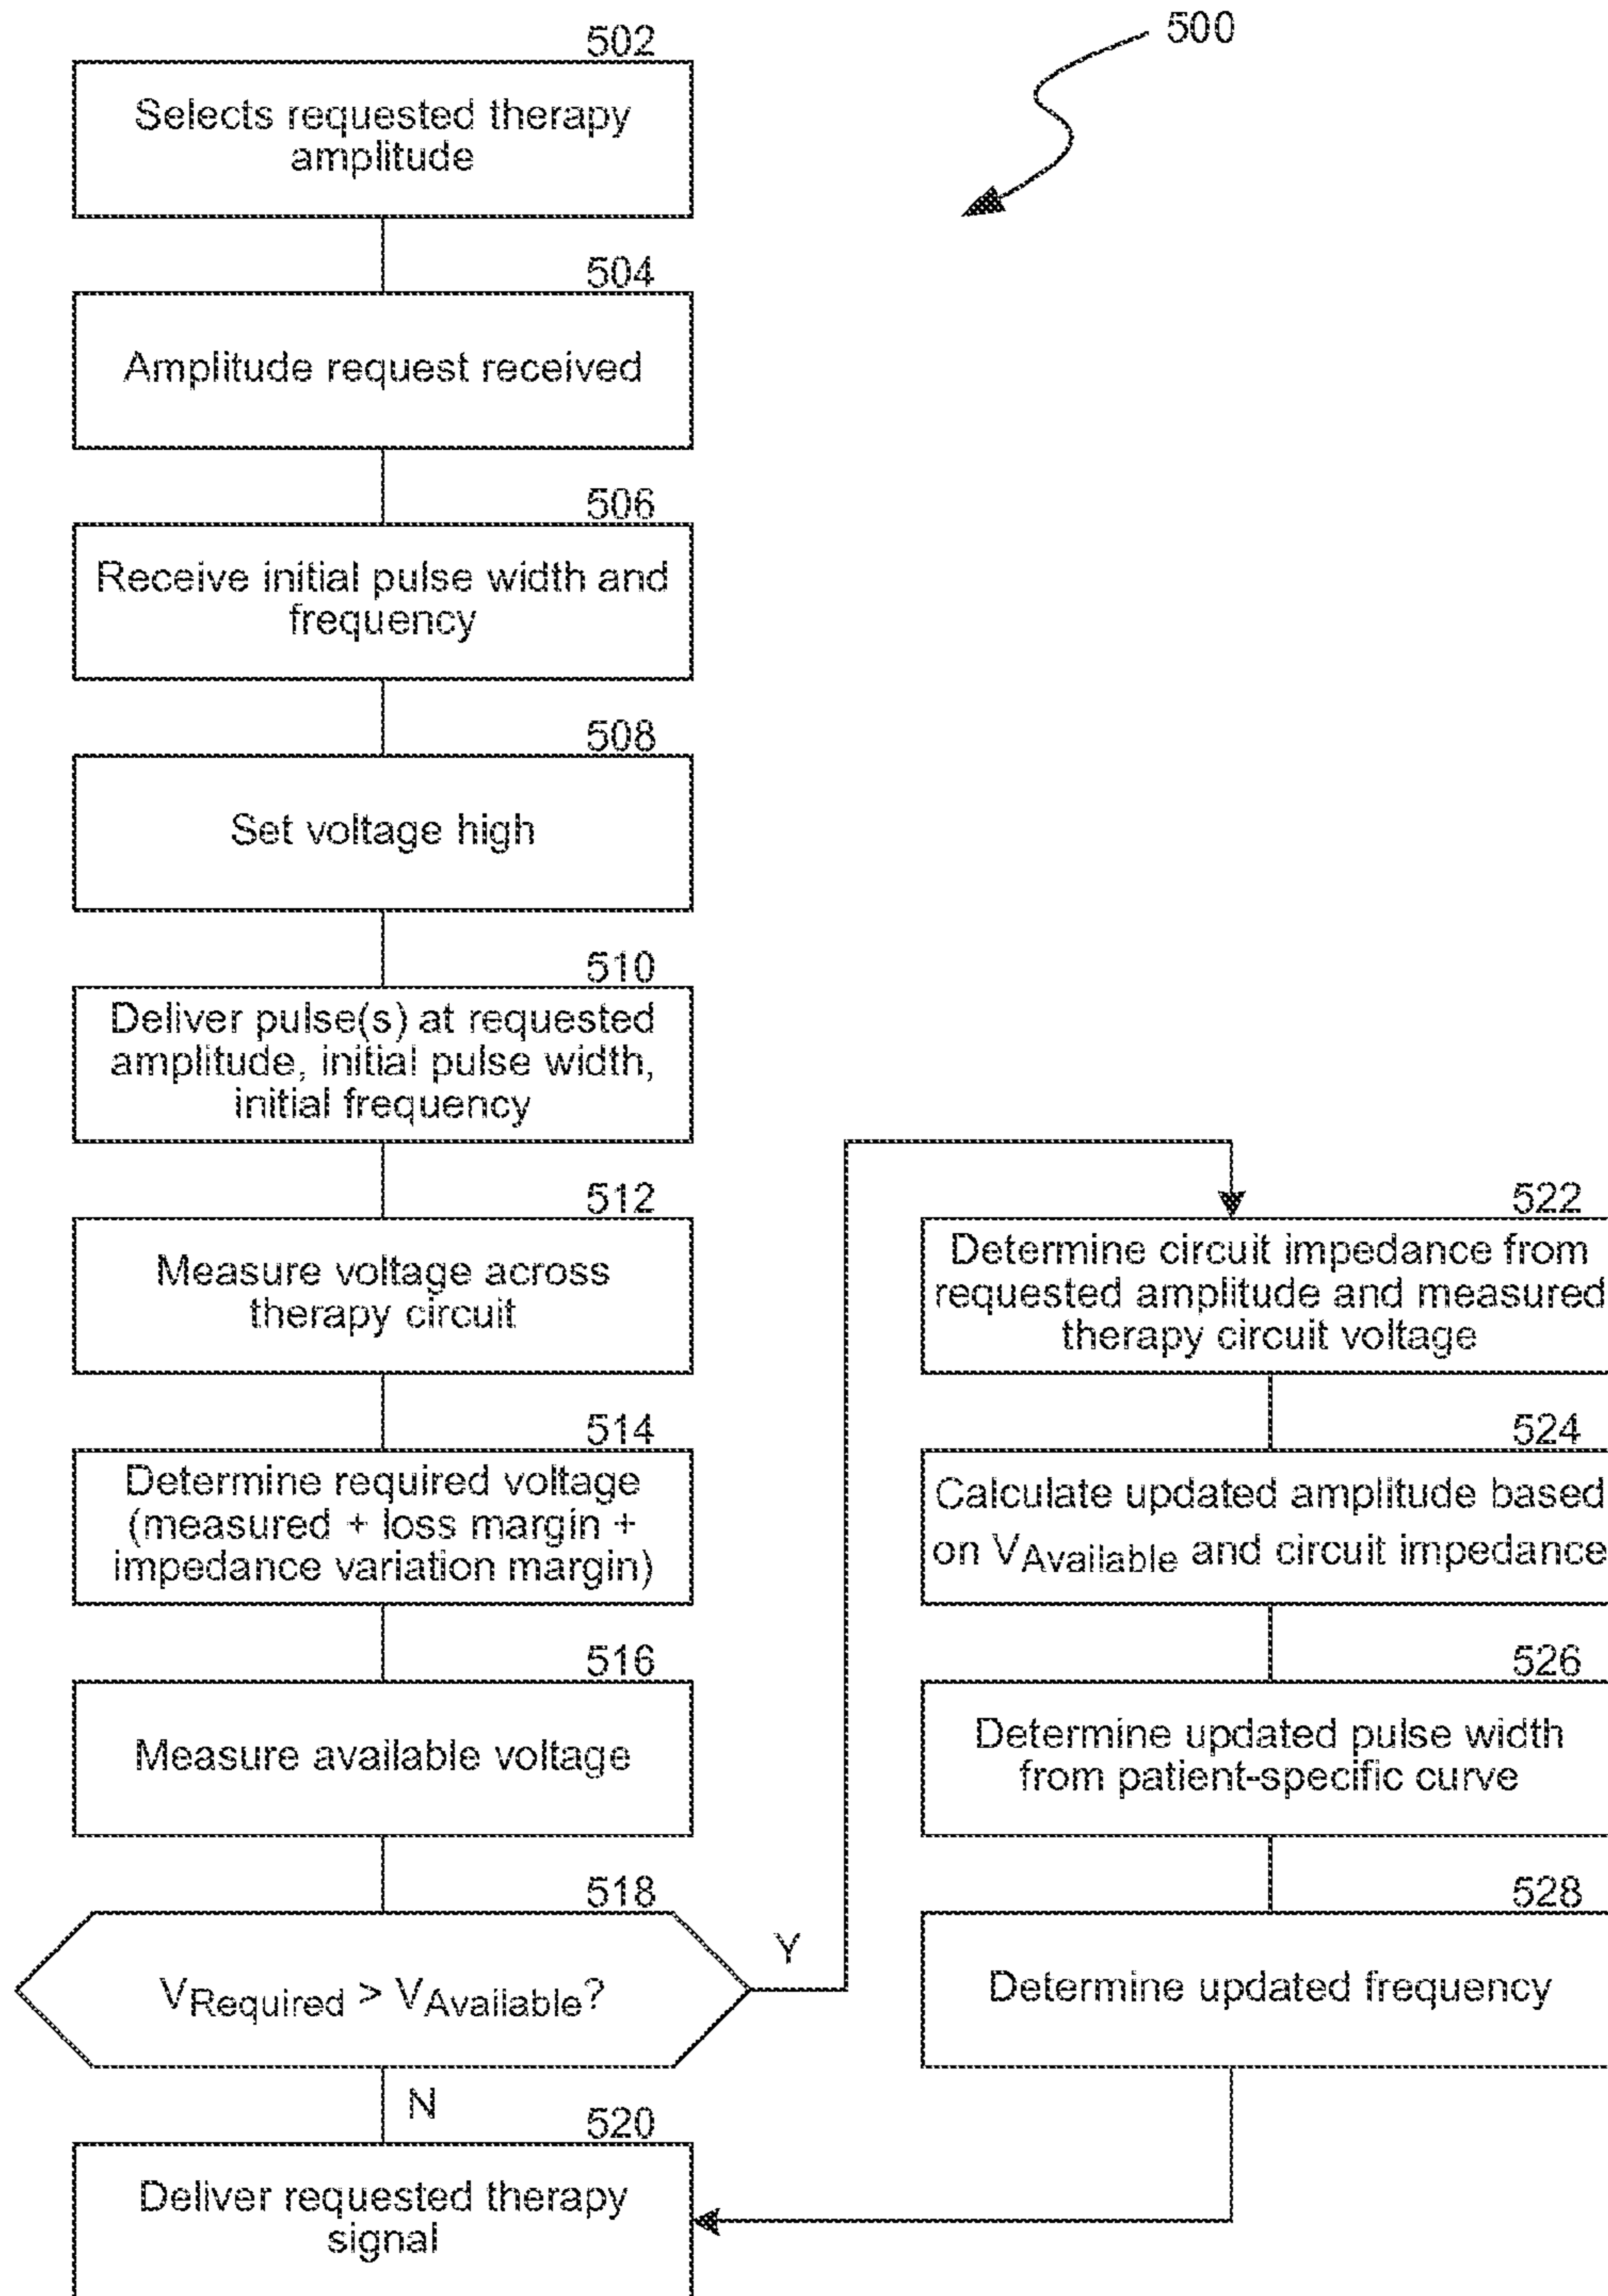 500
502
Selects requested therapy
amplitude
504
Amplitude request received
506
Receive initial pulse width and
frequency
508
Set voltage high
510
Deliver pulse(s) at requested
amplitude, initial pulse width,
initial frequency
512
Measure voltage across
therapy circuit
514
Determine required voltage
(measured + loss margin +
impedance variation margin)
516
Measure available voltage
518
VRequired > VAvailable?
Y
N
520
Deliver requested therapy
signal
522
Determine circuit impedance from
requested amplitude and measured
therapy circuit voltage
524
Calculate updated amplitude based
on VAvailable and circuit impedance
526
Determine updated pulse width
from patient-specific curve
528
Determine updated frequency